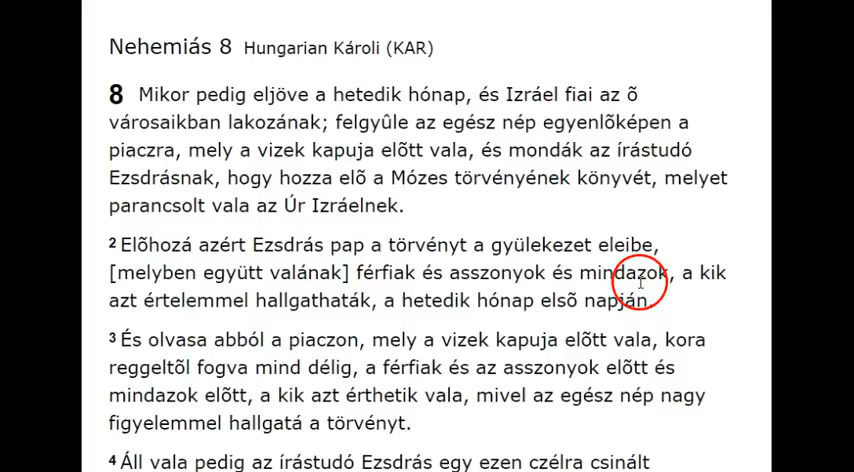 Nehemiás 8 Hungarian Károli (KAR)
8 Mikor pedig eljöve a hetedik hónap, és Izráel fiai az õ
városaikban lakozának; felgyûle az egész nép egyenlõképen a
piaczra, mely a vizek kapuja elõtt vala, és mondák az írástudó
Ezsdrásnak, hogy hozza elõ a Mózes törvényének könyvét, melyet
parancsolt vala az Úr Izráelnek.
2 Elõhozá azért Ezsdrás pap a törvényt a gyülekezet eleibe,
[melyben együtt valának] férfiak és asszonyok és mindazok, a kik
azt értelemmel hallgathaták, a hetedik hónap elsõ napján.
3 És olvasa abból a piaczon, mely a vizek kapuja elõtt vala, kora
reggeltõl fogva mind délig, a férfiak és az asszonyok elõtt és
mindazok elõtt, a kik azt érthetik vala, mivel az egész nép nagy
figyelemmel hallgatá a törvényt.
4 Áll vala pedig az írástudó Ezsdrás egy ezen czélra csinált